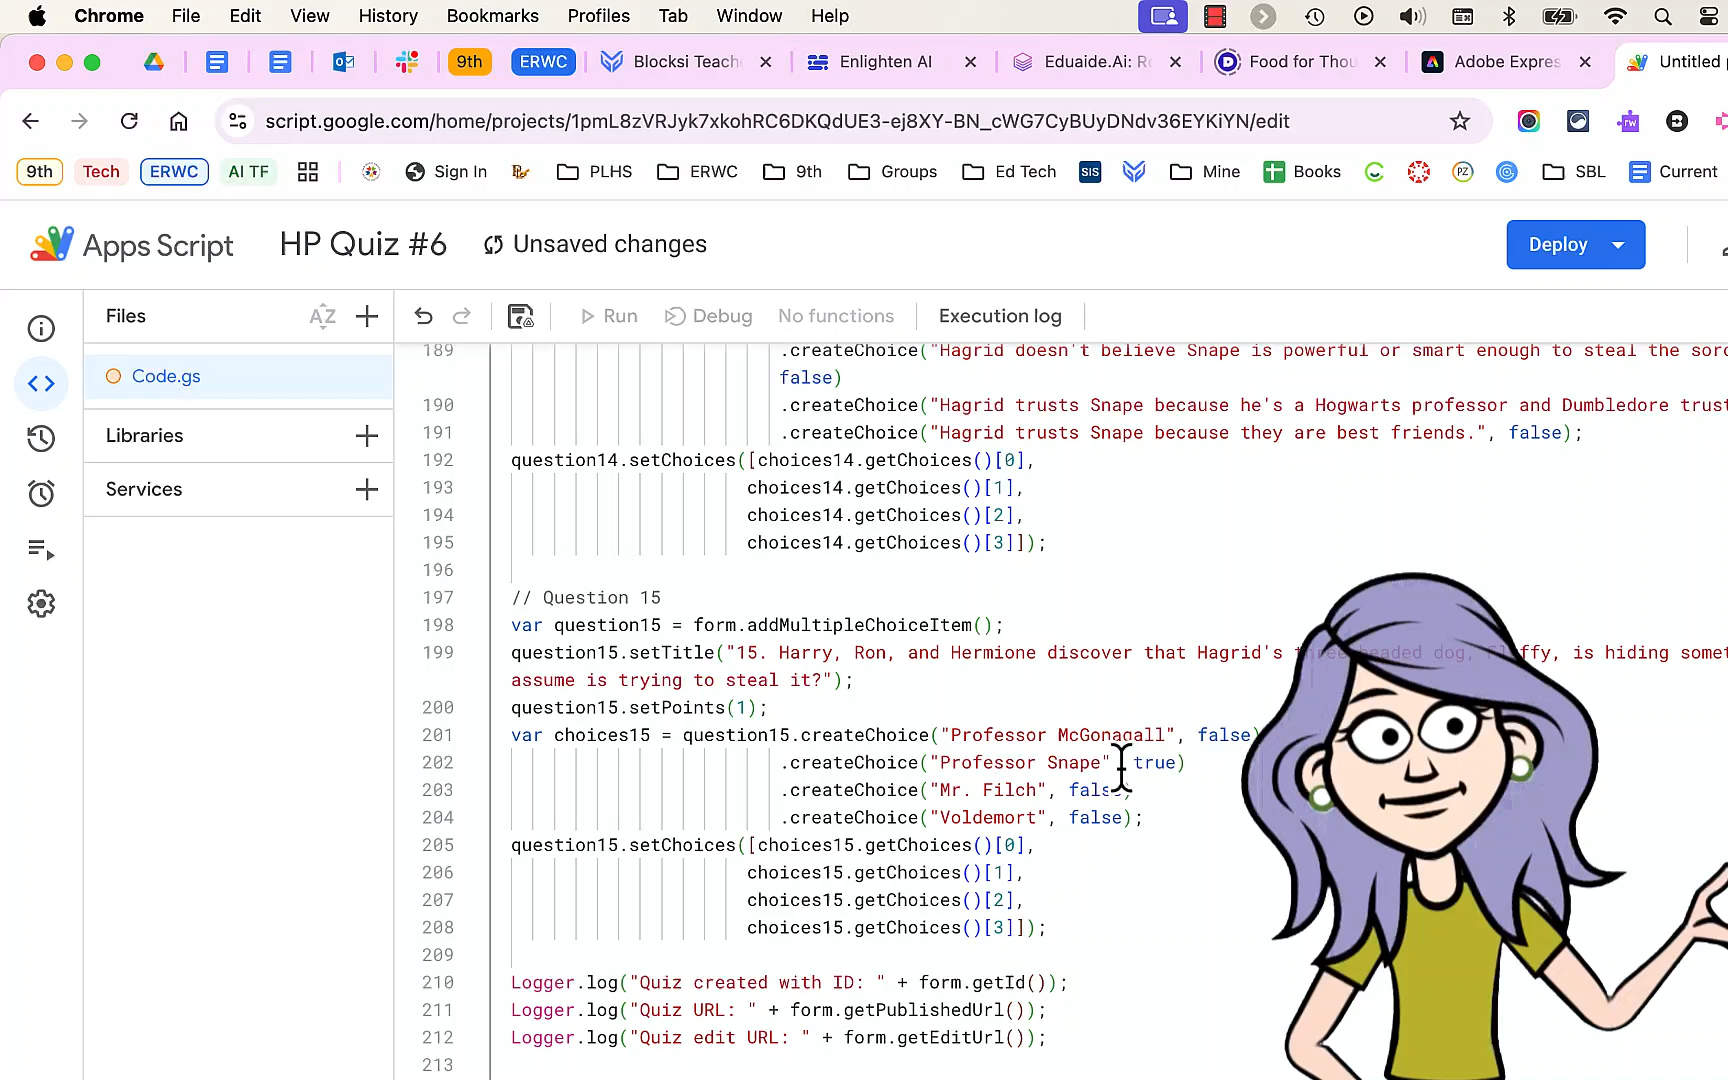 Chrome File Edit View History Bookmarks Profiles Tab Window Help
9th ERWC Blocksi Teach Enlighten AI Eduaide.Ai: Re Food for Thou Adobe Expres Untitled
script.google.com/home/projects/1pmL8zVRJyk7xkohRC6DKQdUE3-ej8XY-BN_cWG7CyBUyDNdv36EYKiYN/edit
9th Tech ERWC AI TF Sign In PLHS ERWC 9th Groups Ed Tech SIS Mine Books PZ SBL Current
Apps Script HP Quiz #6 Unsaved changes Deploy
Files AZ Run Debug No functions Execution log
Code.gs
Libraries
Services
189 .createChoice("Hagrid doesn't believe Snape is powerful or smart enough to steal the
false)
190 .createChoice("Hagrid trusts Snape because he's a Hogwarts professor and Dumbledore
191 .createChoice("Hagrid trusts Snape because they are best friends.", false);
192 question14.setChoices([choices14.getChoices()[0],
193 choices14.getChoices()[1],
194 choices14.getChoices()[2],
195 choices14.getChoices()[3]]);
196
197 // Question 15
198 var question15 = form.addMultipleChoiceItem();
199 question15.setTitle("15. Harry, Ron, and Hermione discover that Hagrid's three-headed dog, Fluffy, is hiding
assume is trying to steal it?");
200 question15.setPoints(1);
201 var choices15 = question15.createChoice("Professor McGonagall", false)
202 .createChoice("Professor Snape" true)
203 .createChoice("Mr. Filch", false)
204 .createChoice("Voldemort", false);
205 question15.setChoices([choices15.getChoices()[0],
206 choices15.getChoices()[1],
207 choices15.getChoices()[2],
208 choices15.getChoices()[3]]);
209
210 Logger.log("Quiz created with ID: " + form.getId());
211 Logger.log("Quiz URL: " + form.getPublishedUrl());
212 Logger.log("Quiz edit URL: " + form.getEditUrl());
213